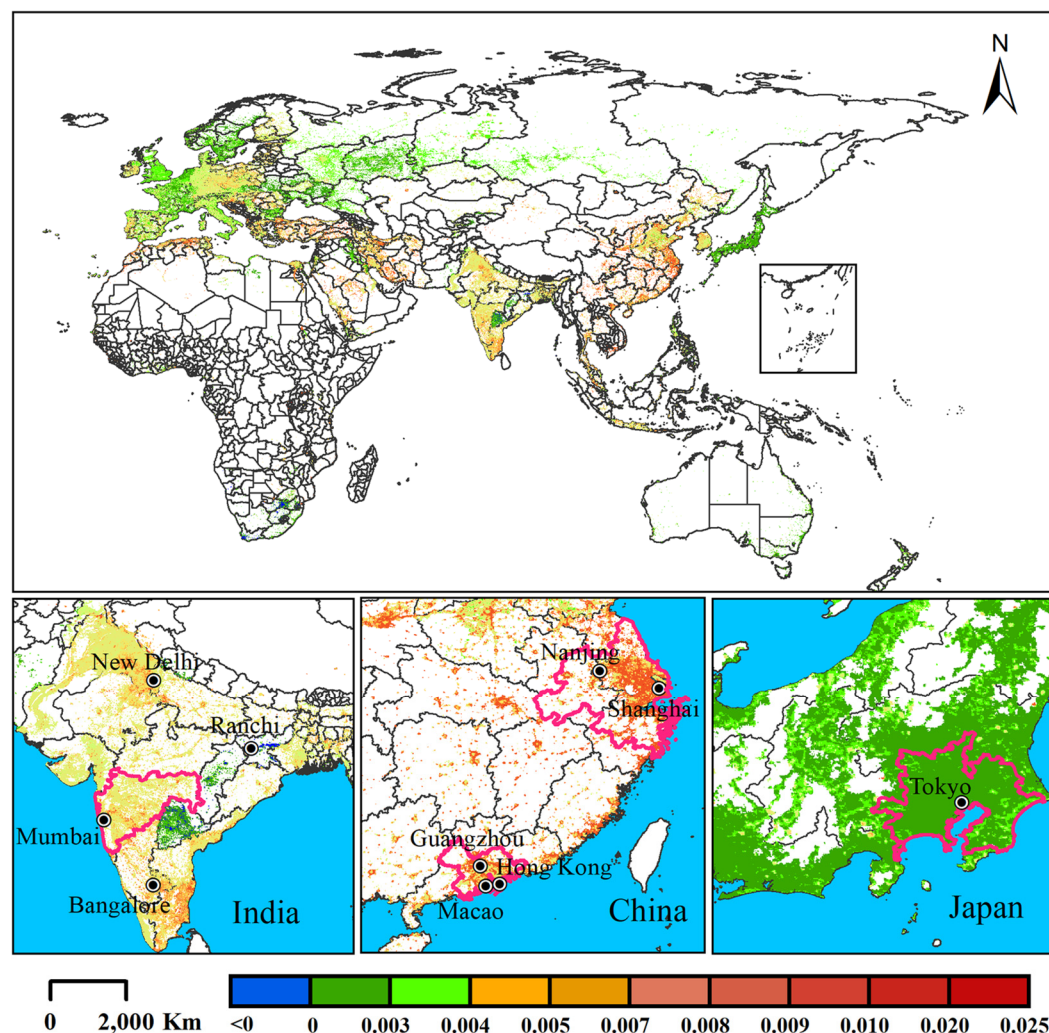 N
New Delhi
Ranchi
Mumbai
Bangalore
India
Nanjing
Shanghai
Guangzhou
Hong Kong
Macao
China
Tokyo
Japan
0 2,000 Km
<0 0 0.003 0.004 0.005 0.007 0.008 0.009 0.010 0.020 0.025